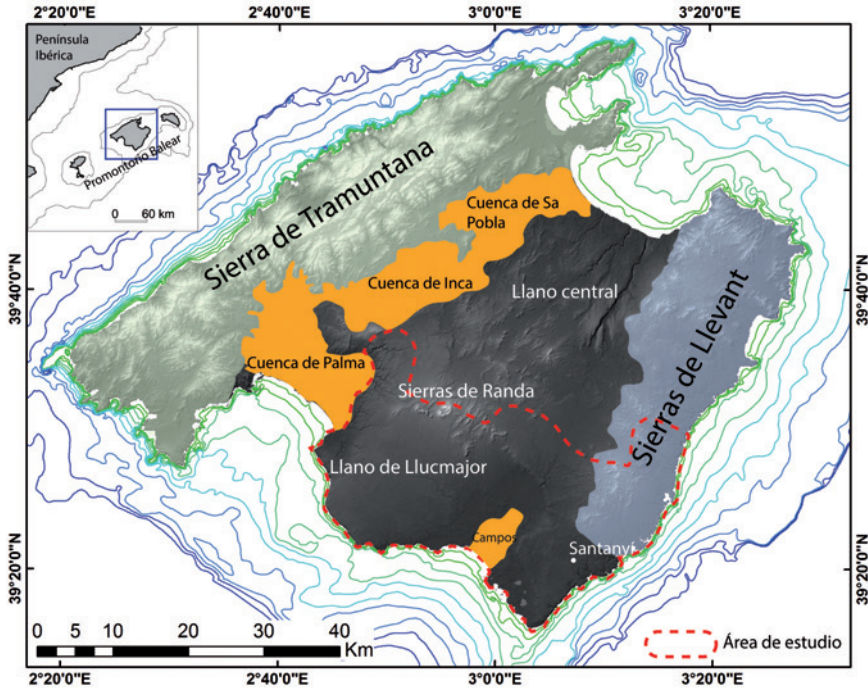 2°20'0"E
2°40'0"E
3°0'0"E
3°20'0"E
Península
Ibérica
Promontorio Balear
0 60 km
Sierra de Tramuntana
Cuenca de Sa
Pobla
39°40'0"N
39°40'0"N
Cuenca de Inca
Llano central
Sierras de Llevant
Cuenca de Palma
Sierras de Randa
Llano de Llucmajor
Campos
Santanyí
39°20'0"N
39°20'0"N
0 5 10 20 30 40
Km
Área de estudio
2°20'0"E
2°40'0"E
3°0'0"E
3°20'0"E